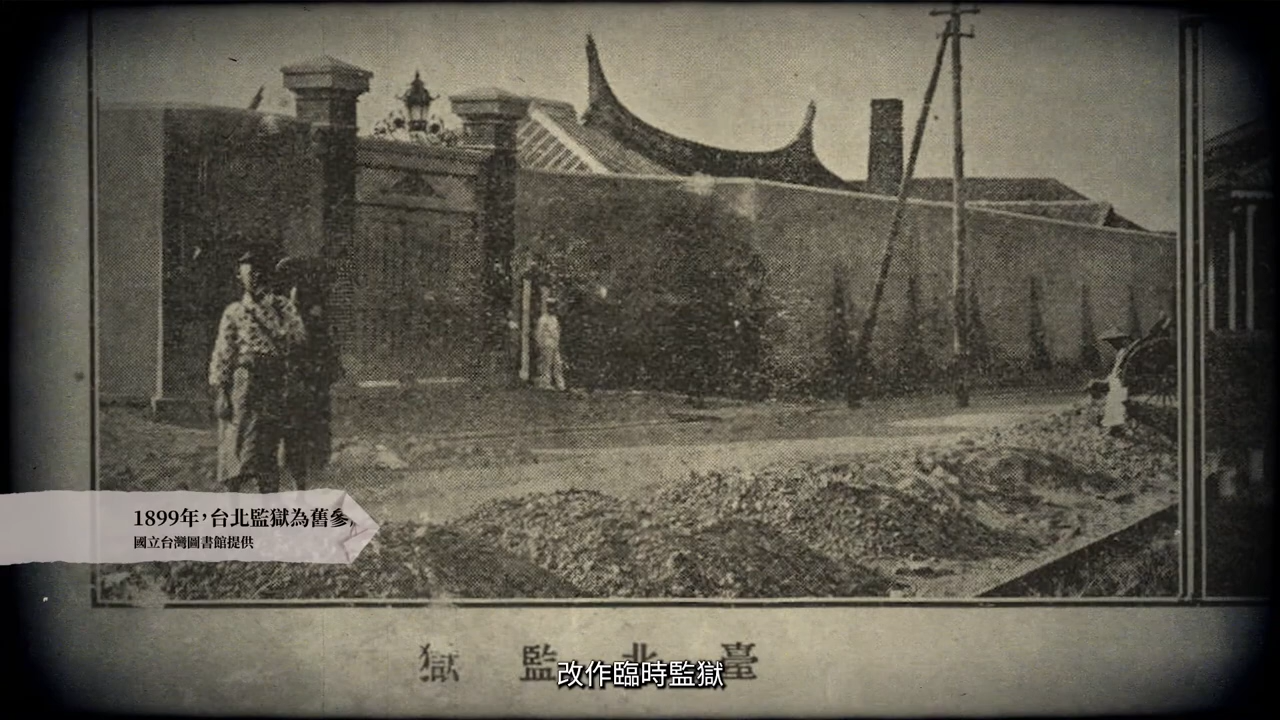 1899年，台北監獄為舊參
國立台灣圖書館提供
獄 監 北 臺
改作臨時監獄